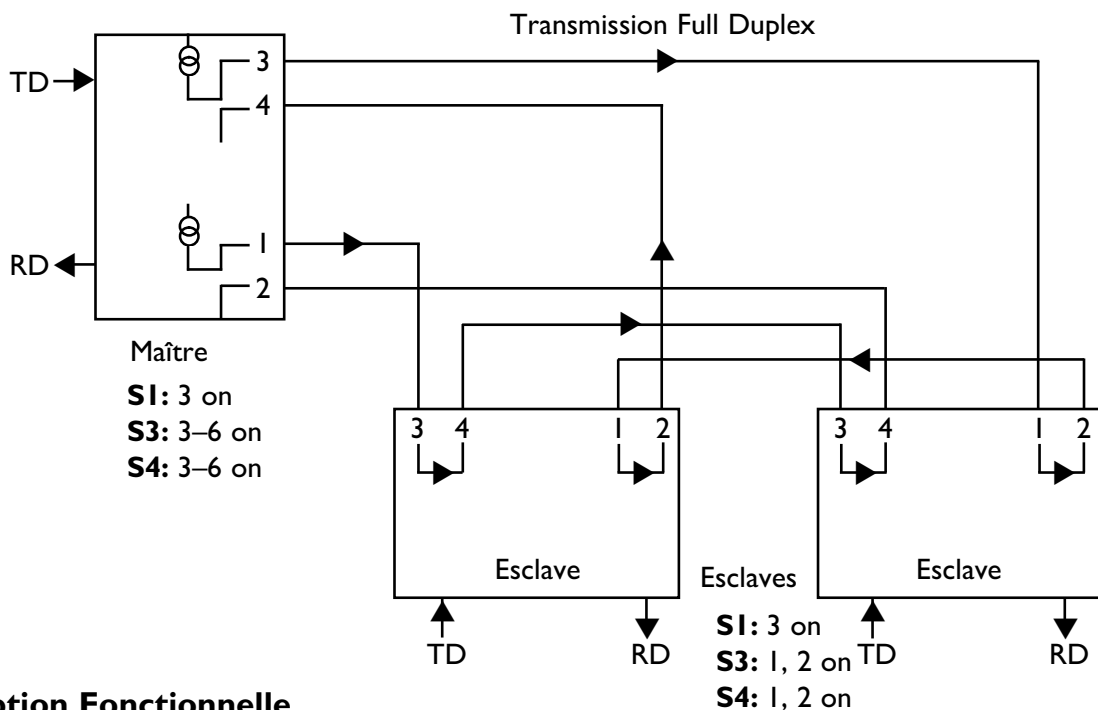 Transmission Full Duplex
TD
3
4
1
2
RD
Maître
S1: 3 on
S3: 3–6 on
S4: 3–6 on
3 4 1 2
Esclave
TD RD
Esclaves
S1: 3 on
S3: 1, 2 on
S4: 1, 2 on
3 4 1 2
Esclave
TD RD
Fonctionnelle